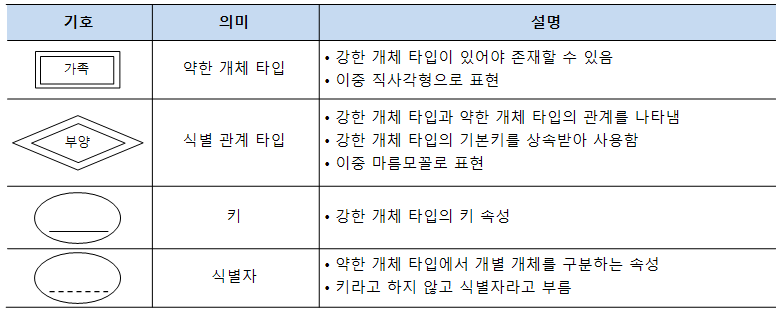 기호 의미 설명
가족 약한 개체 타입
• 강한 개체 타입이 있어야 존재할 수 있음
• 이중 직사각형으로 표현
부양 식별 관계 타입
• 강한 개체 타입과 약한 개체 타입의 관계를 나타냄
• 강한 개체 타입의 기본키를 상속받아 사용함
• 이중 마름모꼴로 표현
키
• 강한 개체 타입의 키 속성
식별자
• 약한 개체 타입에서 개별 개체를 구분하는 속성
• 키라고 하지 않고 식별자라고 부름